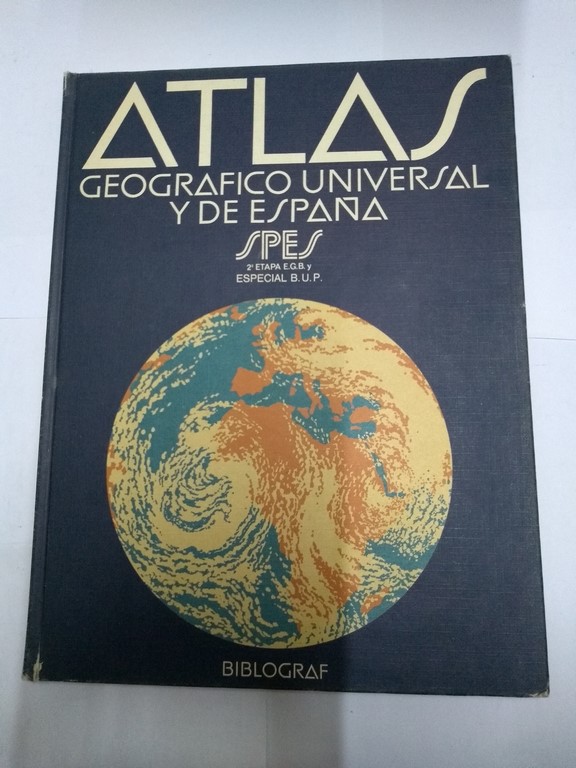 ATLAS
GEOGRAFICO UNIVERSAL
Y DE ESPAÑA
SPES
2ª ETAPA E.G.B. y
ESPECIAL B.U.P.
BIBLOGRAF